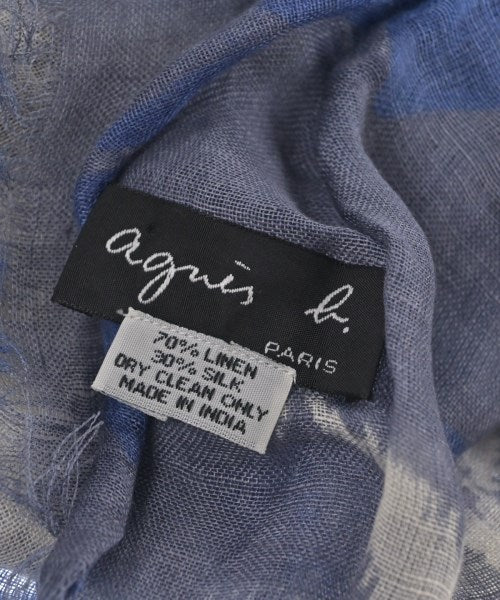 agnès b.
PARIS
70% LINEN
30% SILK
DRY CLEAN ONLY
MADE IN INDIA